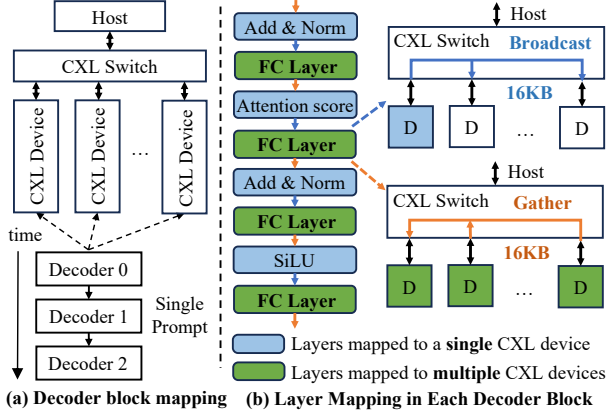 Host
CXL Switch
CXL Device
CXL Device
...
CXL Device
time
Decoder 0
Decoder 1
Decoder 2
Single
Prompt
(a) Decoder block mapping
Add & Norm
FC Layer
Attention score
FC Layer
Add & Norm
FC Layer
SiLU
FC Layer
Host
CXL Switch
Broadcast
16KB
D
D
...
D
Host
CXL Switch
Gather
16KB
D
D
...
D
Layers mapped to a single CXL device
Layers mapped to multiple CXL devices
(b) Layer Mapping in Each Decoder Block